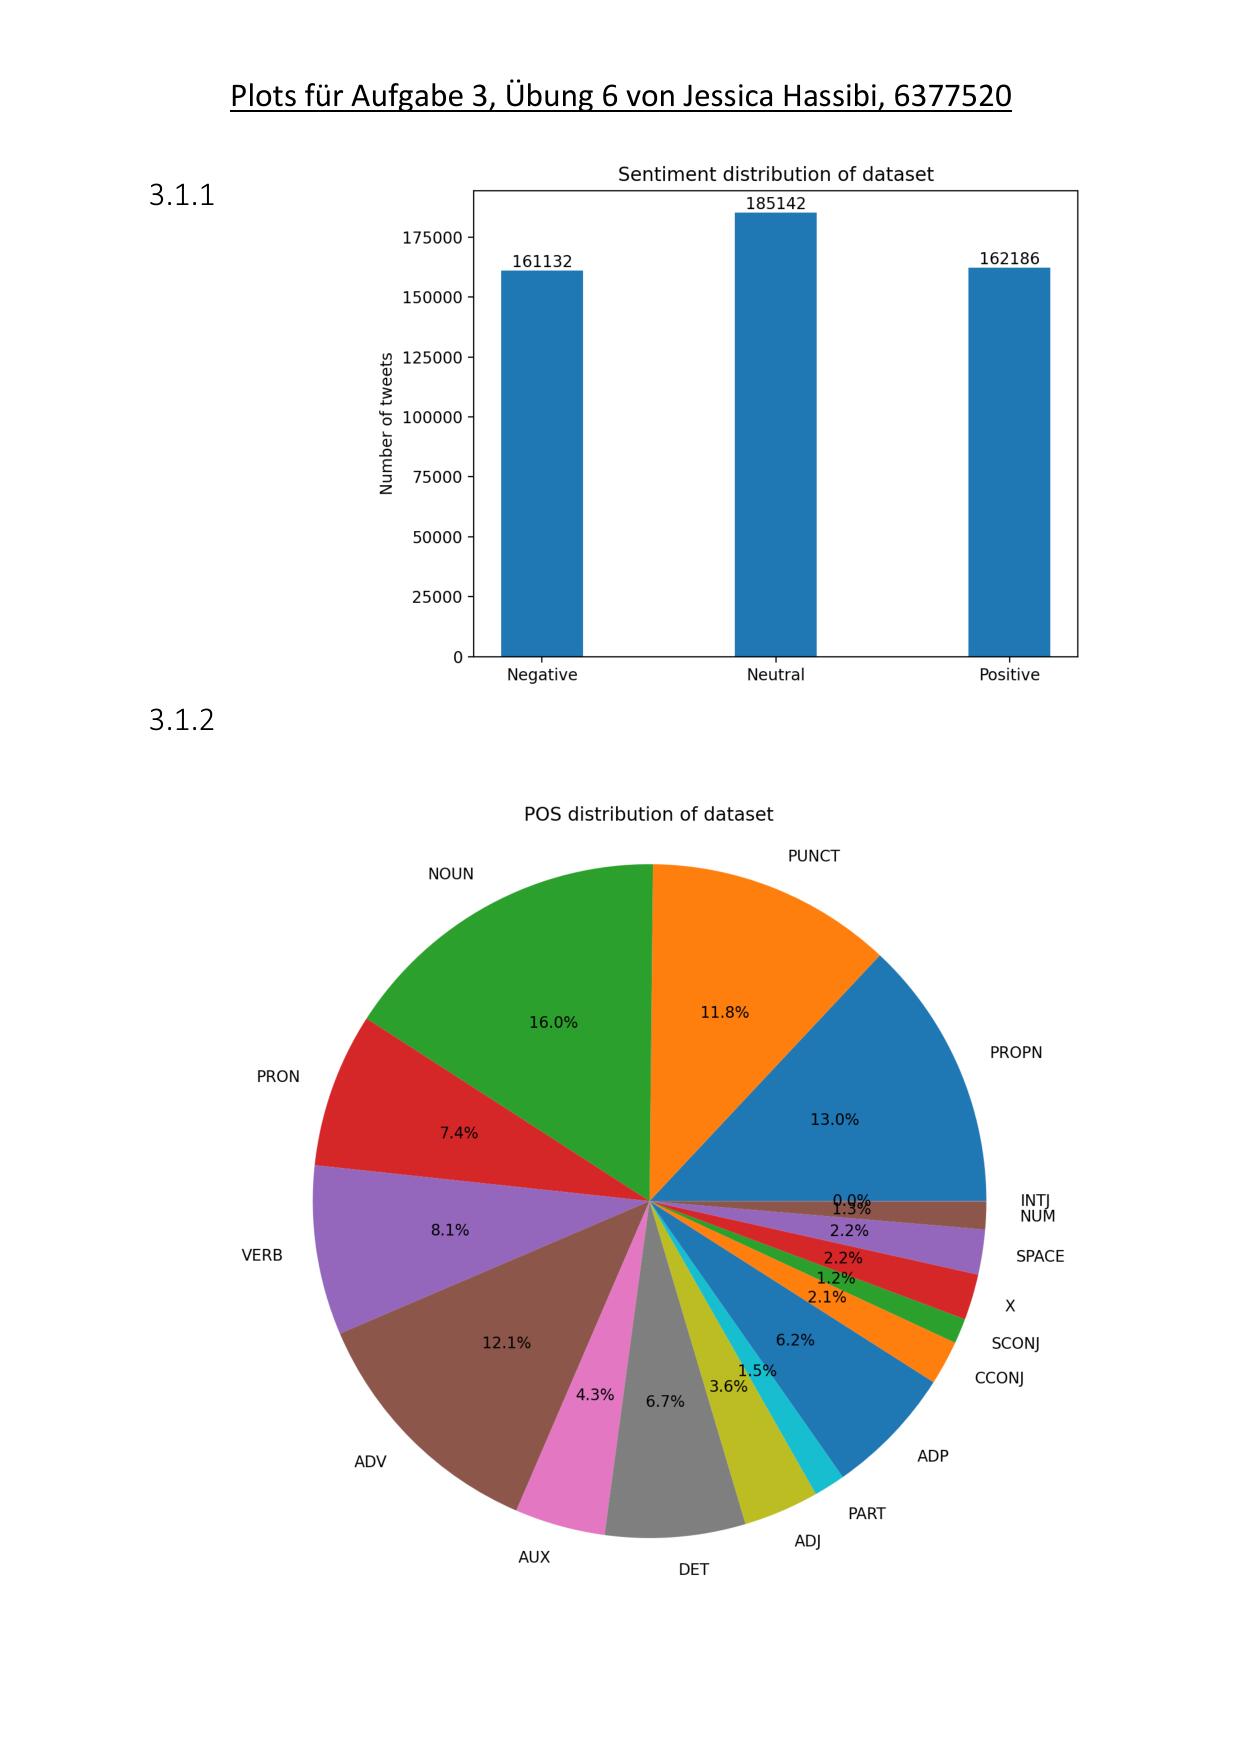 Plots für Aufgabe 3, Übung 6 von Jessica Hassibi, 6377520
3.1.1
Sentiment distribution of dataset
185142
161132
162186
175000
150000
125000
100000
75000
50000
25000
0
Number of tweets
Negative
Neutral
Positive
3.1.2
POS distribution of dataset
PUNCT
NOUN
11.8%
16.0%
PROPN
PRON
13.0%
7.4%
0.0%
INTJ
1.3%
NUM
8.1%
2.2%
VERB
SPACE
2.2%
1.2%
2.1%
X
12.1%
6.2%
SCONJ
1.5%
CCONJ
3.6%
4.3%
6.7%
ADP
ADV
PART
ADJ
AUX
DET